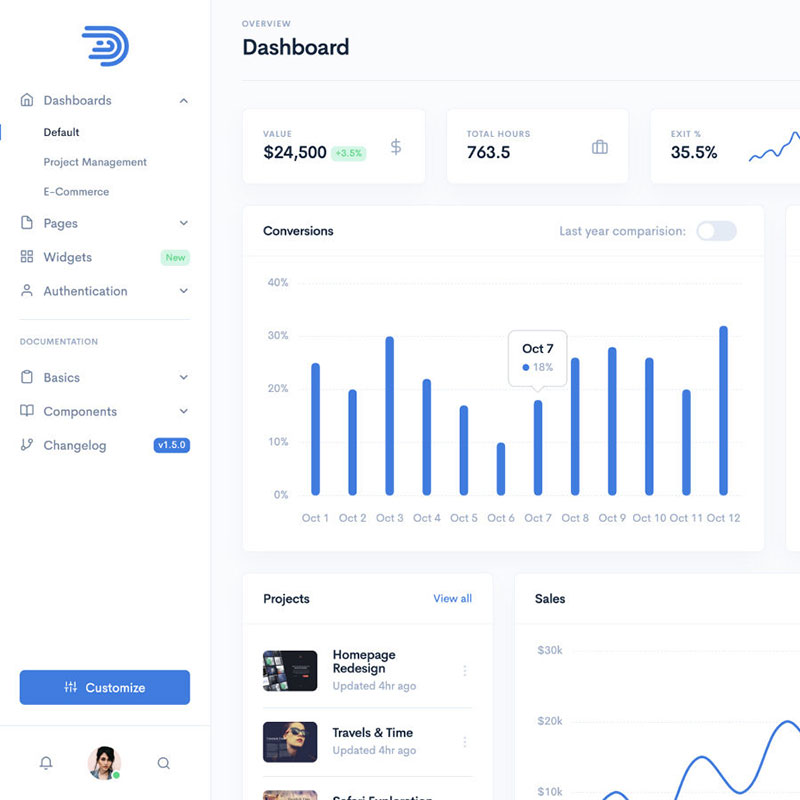 Dashboards
Default
Project Management
E-Commerce
Pages
Widgets New
Authentication
DOCUMENTATION
Basics
Components
Changelog v1.5.0
Customize
OVERVIEW
Dashboard
VALUE
$24,500 +3.5%
TOTAL HOURS
763.5
EXIT %
35.5%
Conversions Last year comparision:
40%
30%
20%
10%
0%
Oct 7
18%
Oct 1 Oct 2 Oct 3 Oct 4 Oct 5 Oct 6 Oct 7 Oct 8 Oct 9 Oct 10 Oct 11 Oct 12
Projects View all
Homepage
Redesign
Updated 4hr ago
Travels & Time
Updated 4hr ago
Safari Exploration
Sales
$30k
$20k
$10k